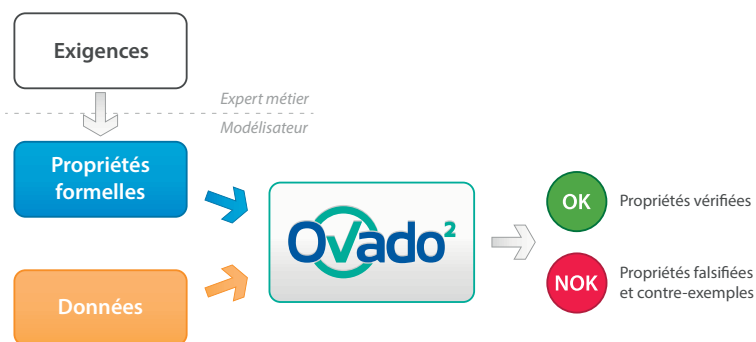 Exigences
Expert métier
Modélisateur
Propriétés
formelles
Données
Ovado²
OK
Propriétés vérifiées
NOK
Propriétés falsifiées
et contre-exemples